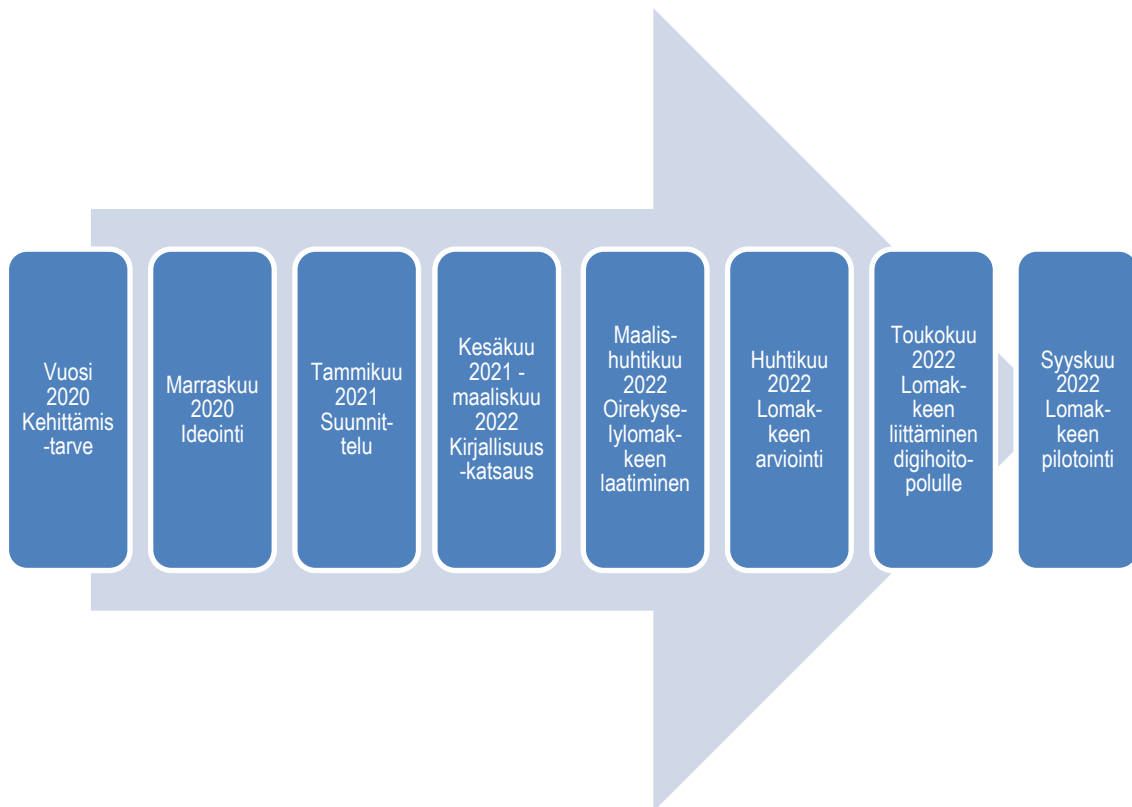 Vuosi
2020
Kehittämis
-tarve
Marraskuu
2020
Ideointi
Tammikuu
2021
Suunnit-
telu
Kesäkuu
2021 -
maaliskuu
2022
Kirjallisuus
-katsaus
Maalis-
huhtikuu
2022
Oirekyse-
lylomak-
keen
laatiminen
Huhtikuu
2022
Lomak-
keen
arviointi
Toukokuu
2022
Lomak-
keen
liittäminen
digihoito-
polulle
Syyskuu
2022
Lomak-
keen
pilotointi